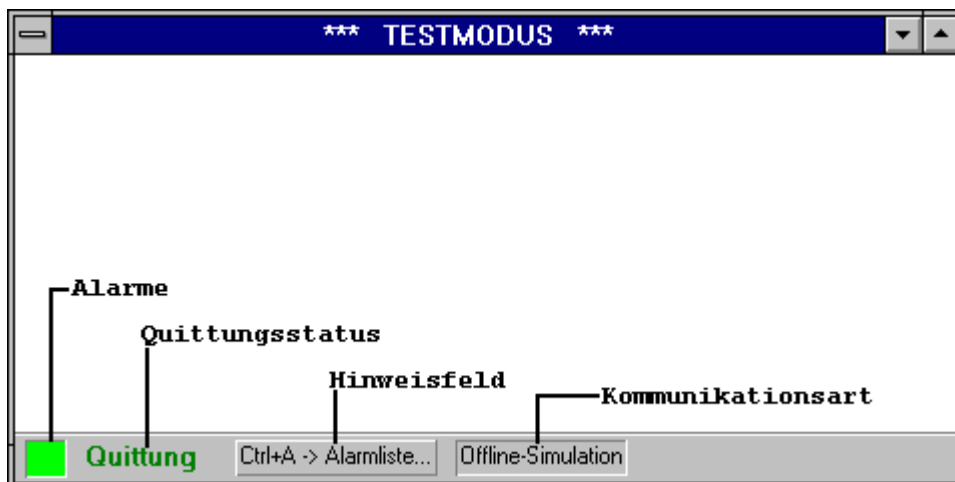 *** TESTMODUS ***
Alarme
Quittungsstatus
Hinweisfeld
Kommunikationsart
Quittung
Ctrl+A -> Alarmliste...
Offline-Simulation